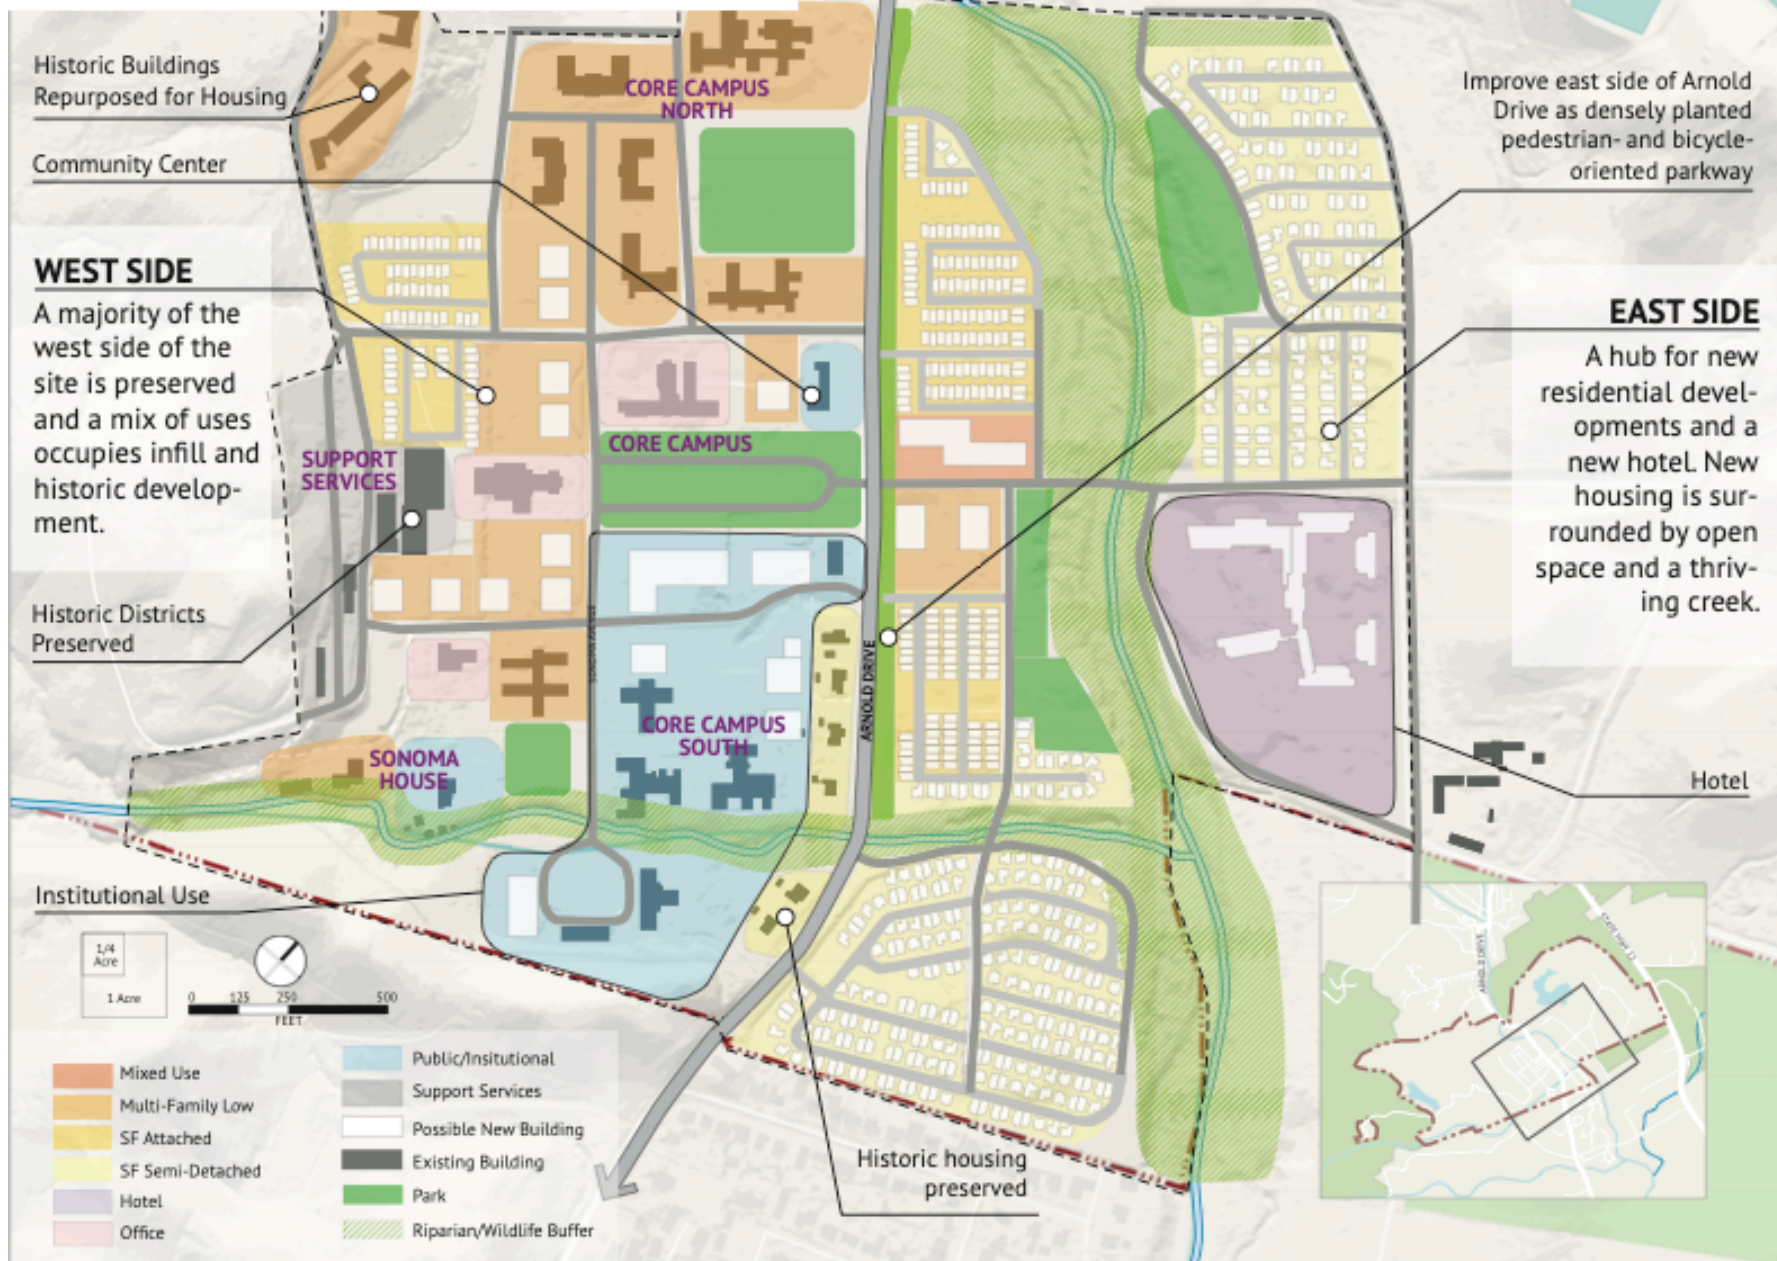 Historic Buildings
Repurposed for Housing
Community Center
WEST SIDE
A majority of the
west side of the
site is preserved
and a mix of uses
occupies infill and
historic develop-
ment.
Historic Districts
Preserved
Institutional Use
CORE CAMPUS
NORTH
CORE CAMPUS
SUPPORT
SERVICES
CORE CAMPUS
SOUTH
SONOMA
HOUSE
ARNOLD DRIVE
Improve east side of Arnold
Drive as densely planted
pedestrian- and bicycle-
oriented parkway
EAST SIDE
A hub for new
residential devel-
opments and a
new hotel. New
housing is sur-
rounded by open
space and a thriv-
ing creek.
Hotel
Historic housing
preserved
1/4
Acre
1 Acre
0 125 250 500
FEET
Mixed Use
Multi-Family Low
SF Attached
SF Semi-Detached
Hotel
Office
Public/Insitutional
Support Services
Possible New Building
Existing Building
Park
Riparian/Wildlife Buffer
ARNOLD DRIVE
STATE HWY 12